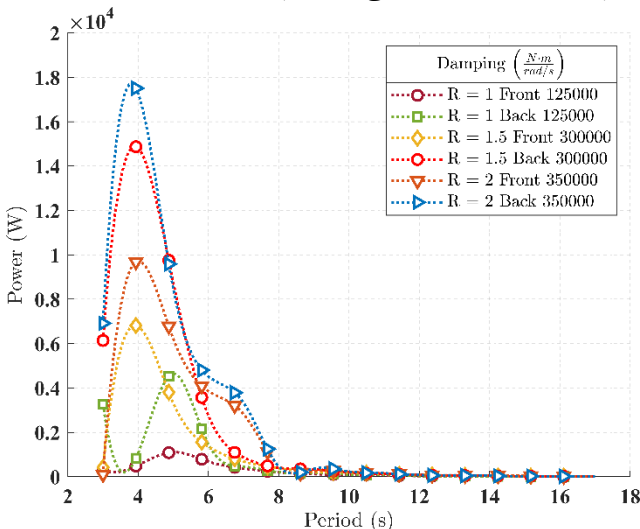 ×10⁴
2
1.8
1.6
1.4
1.2
1
0.8
0.6
0.4
0.2
0
Power (W)
2 4 6 8 10 12 14 16 18
Period (s)
Damping (N·m / rad/s)
R = 1 Front 125000
R = 1 Back 125000
R = 1.5 Front 300000
R = 1.5 Back 300000
R = 2 Front 350000
R = 2 Back 350000